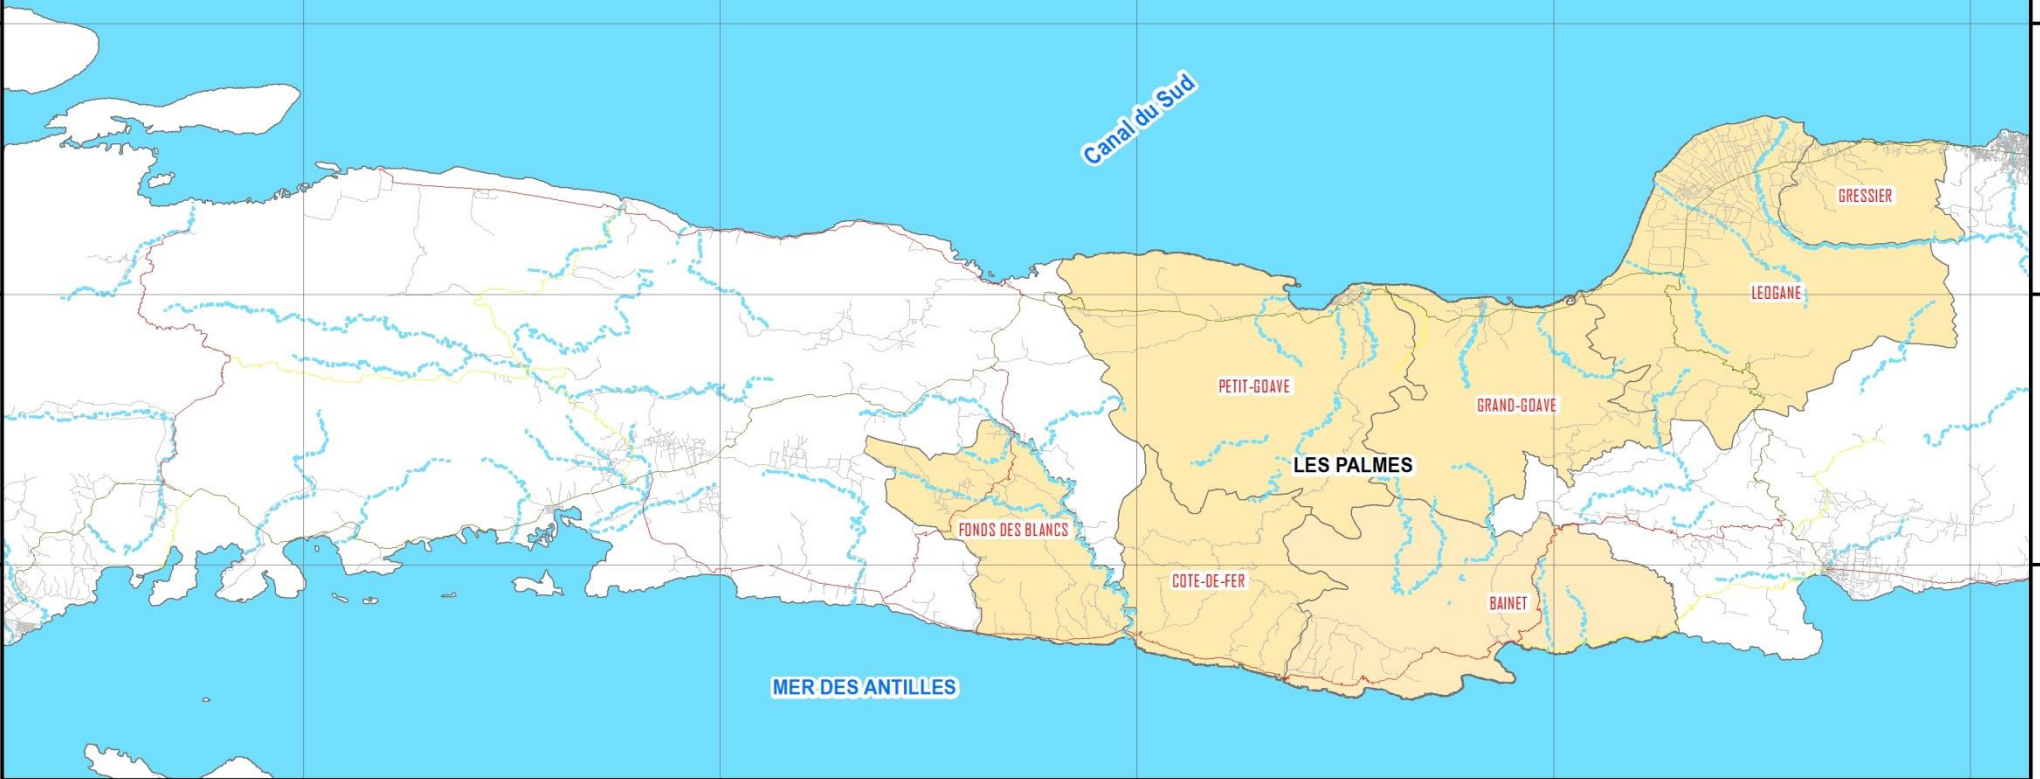 Canal du Sud
GRESSIER
LEOGANE
PETIT-GOAVE
GRAND-GOAVE
LES PALMES
FONDS DES BLANCS
COTE-DE-FER
BAINET
MER DES ANTILLES